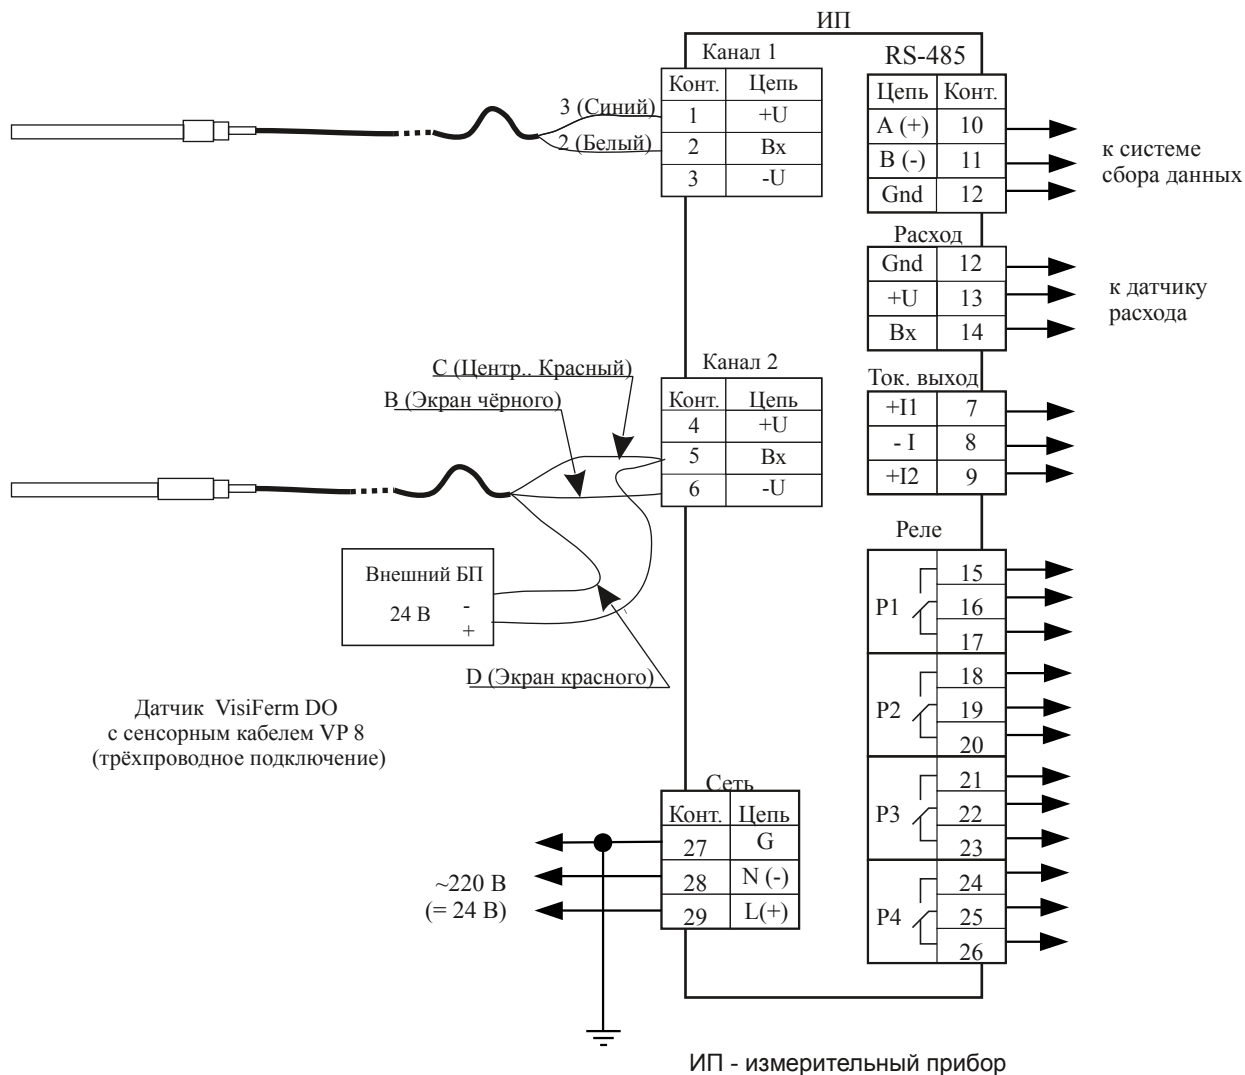 ИП
Канал 1
Конт. Цепь
1 +U
2 Вх
3 -U
3 (Синий)
2 (Белый)
RS-485
Цепь Конт.
A (+) 10
B (-) 11
Gnd 12
к системе
сбора данных
Расход
Gnd 12
+U 13
Вх 14
к датчику
расхода
Канал 2
Конт. Цепь
4 +U
5 Вх
6 -U
C (Центр.. Красный)
B (Экран чёрного)
Ток. выход
+I1 7
- I 8
+I2 9
Внешний БП
24 В -
+
D (Экран красного)
Датчик VisiFerm DO
с сенсорным кабелем VP 8
(трёхпроводное подключение)
Реле
P1 15
16
17
P2 18
19
20
P3 21
22
23
P4 24
25
26
Сеть
Конт. Цепь
27 G
28 N (-)
29 L(+)
~220 В
(= 24 В)
ИП - измерительный прибор